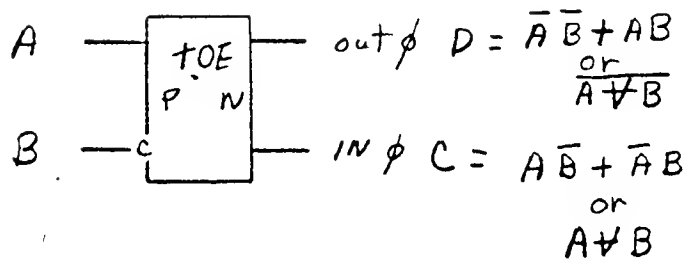 A +OE out ϕ D = A̅ B̅ + AB
or
P N A̅ ⊽ B̅
B C IN ϕ C = A B̅ + A̅ B
or
A ⊽ B